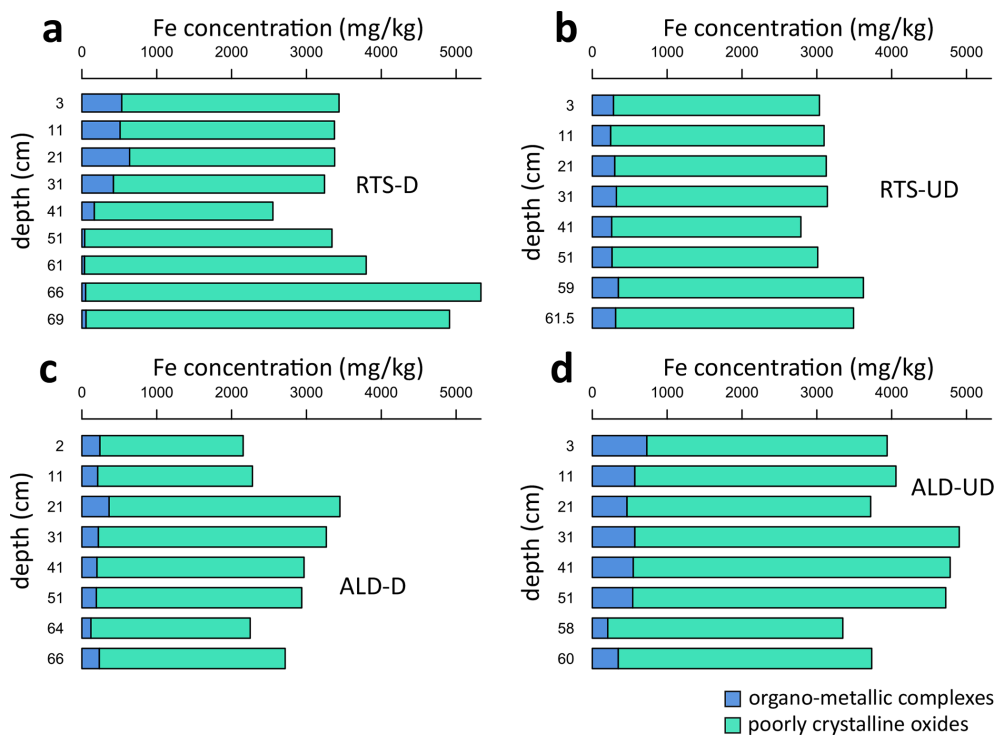 a
Fe concentration (mg/kg)
0 1000 2000 3000 4000 5000
depth (cm)
3
11
21
31
41
51
61
66
69
RTS-D
b
Fe concentration (mg/kg)
0 1000 2000 3000 4000 5000
depth (cm)
3
11
21
31
41
51
59
61.5
RTS-UD
c
Fe concentration (mg/kg)
0 1000 2000 3000 4000 5000
depth (cm)
2
11
21
31
41
51
64
66
ALD-D
d
Fe concentration (mg/kg)
0 1000 2000 3000 4000 5000
depth (cm)
3
11
21
31
41
51
58
60
ALD-UD
organo-metallic complexes
poorly crystalline oxides